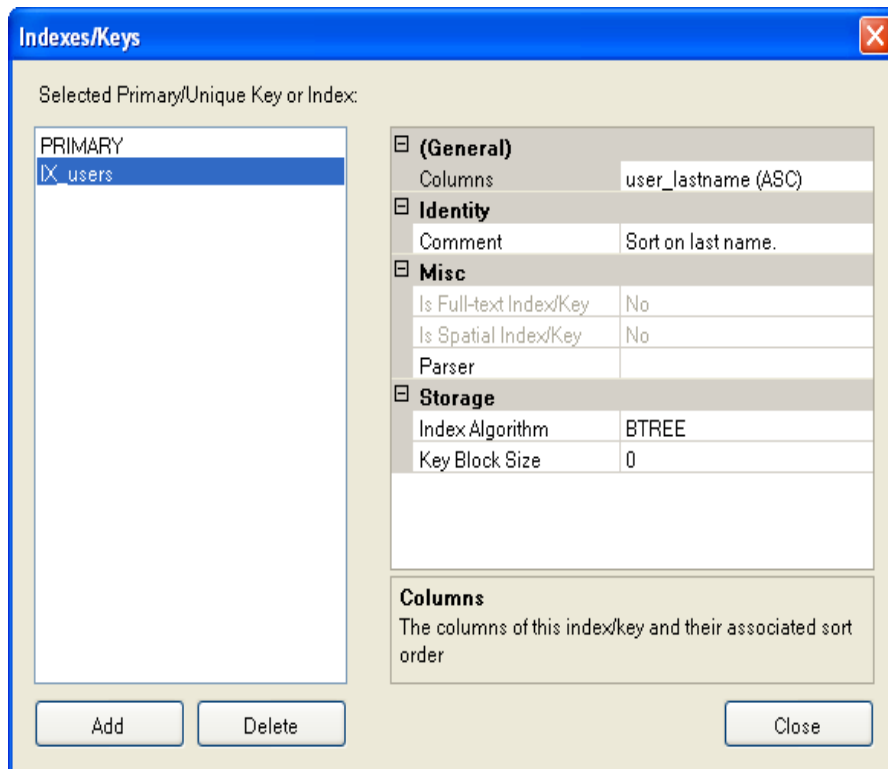 Indexes/Keys
Selected Primary/Unique Key or Index:
PRIMARY
IX_users
(General)
Columns user_lastname (ASC)
Identity
Comment Sort on last name.
Misc
Is Full-text Index/Key No
Is Spatial Index/Key No
Parser
Storage
Index Algorithm BTREE
Key Block Size 0
Columns
The columns of this index/key and their associated sort
order
Add Delete Close